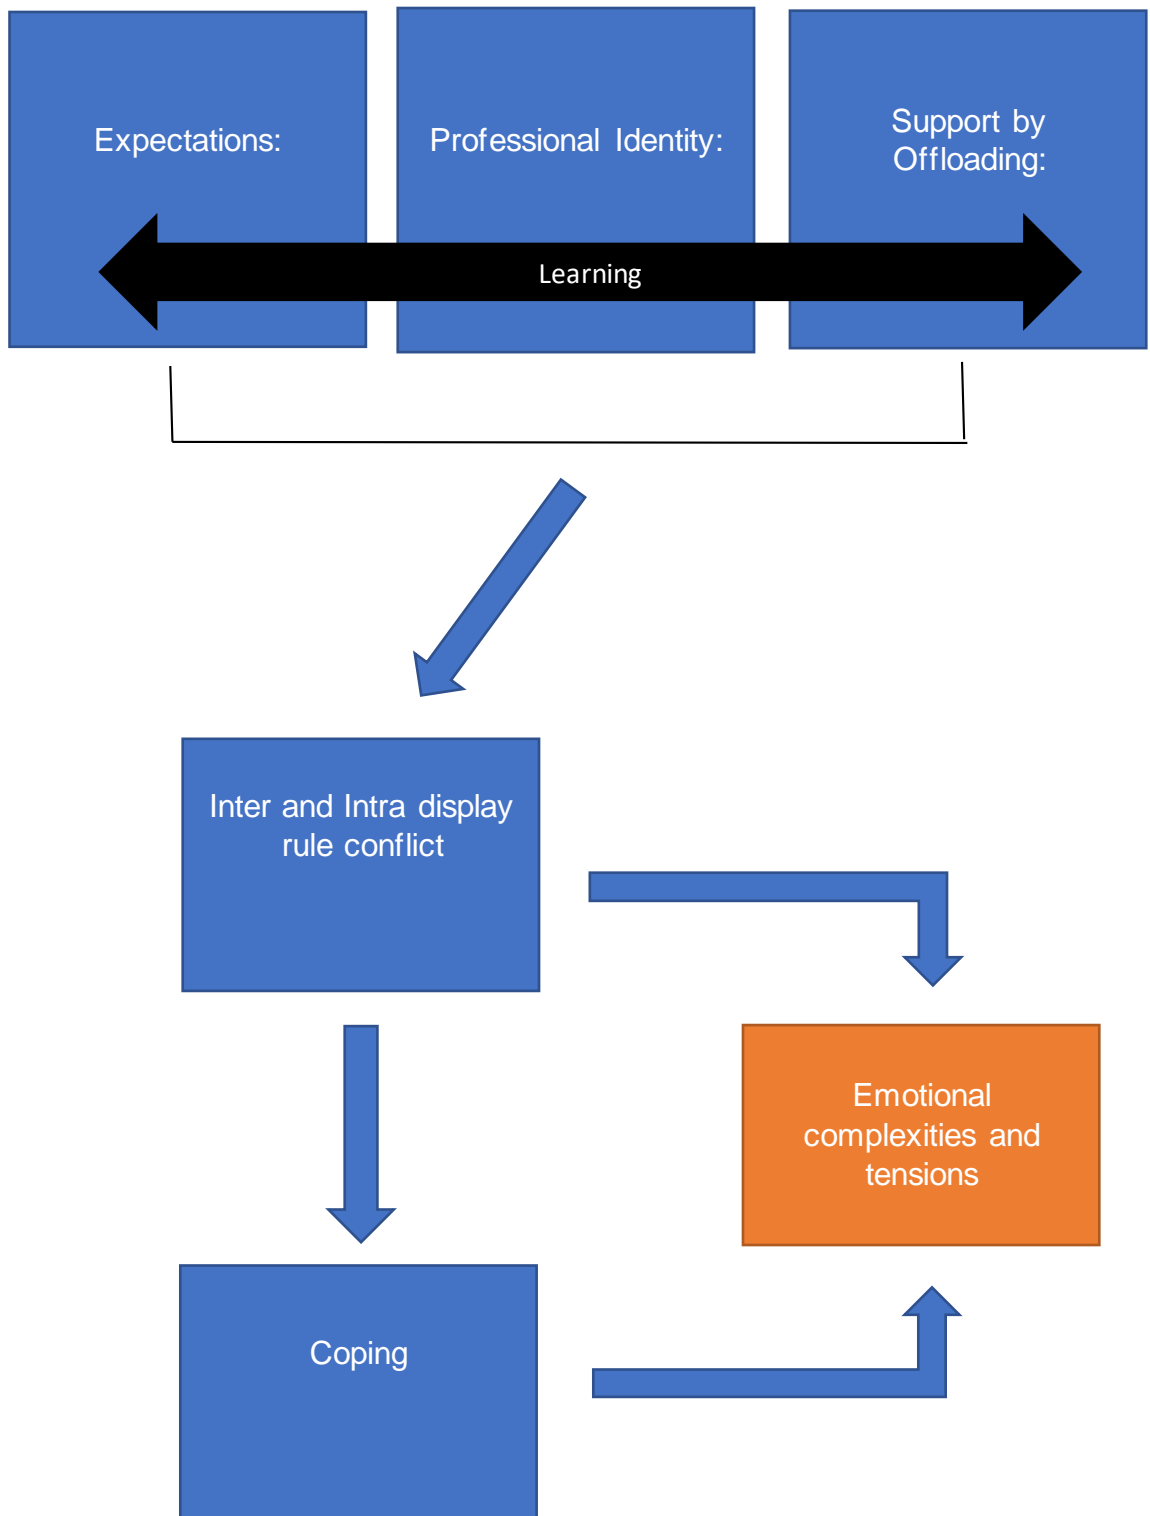 Expectations:
Professional Identity:
Support by
Offloading:
Learning
Inter and Intra display
rule conflict
Emotional
complexities and
tensions
Coping